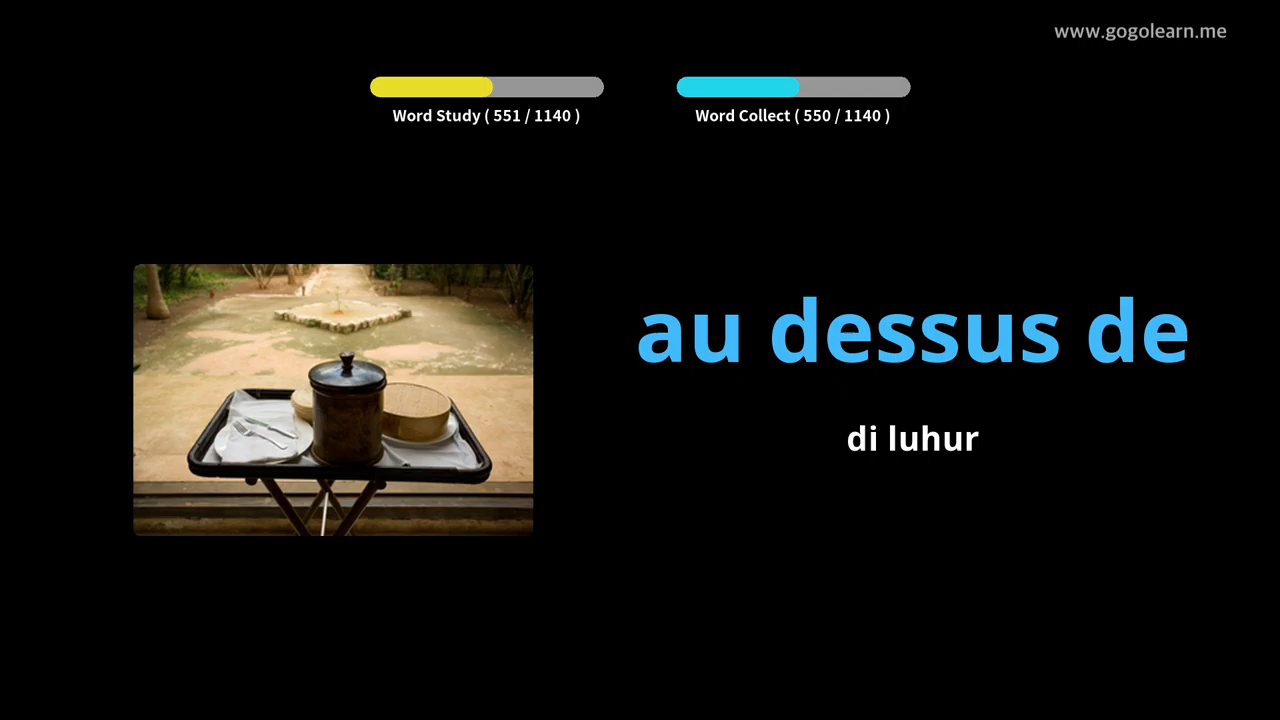 www.gogolearn.me
Word Study ( 551 / 1140 )
Word Collect ( 550 / 1140 )
au dessus de
di luhur